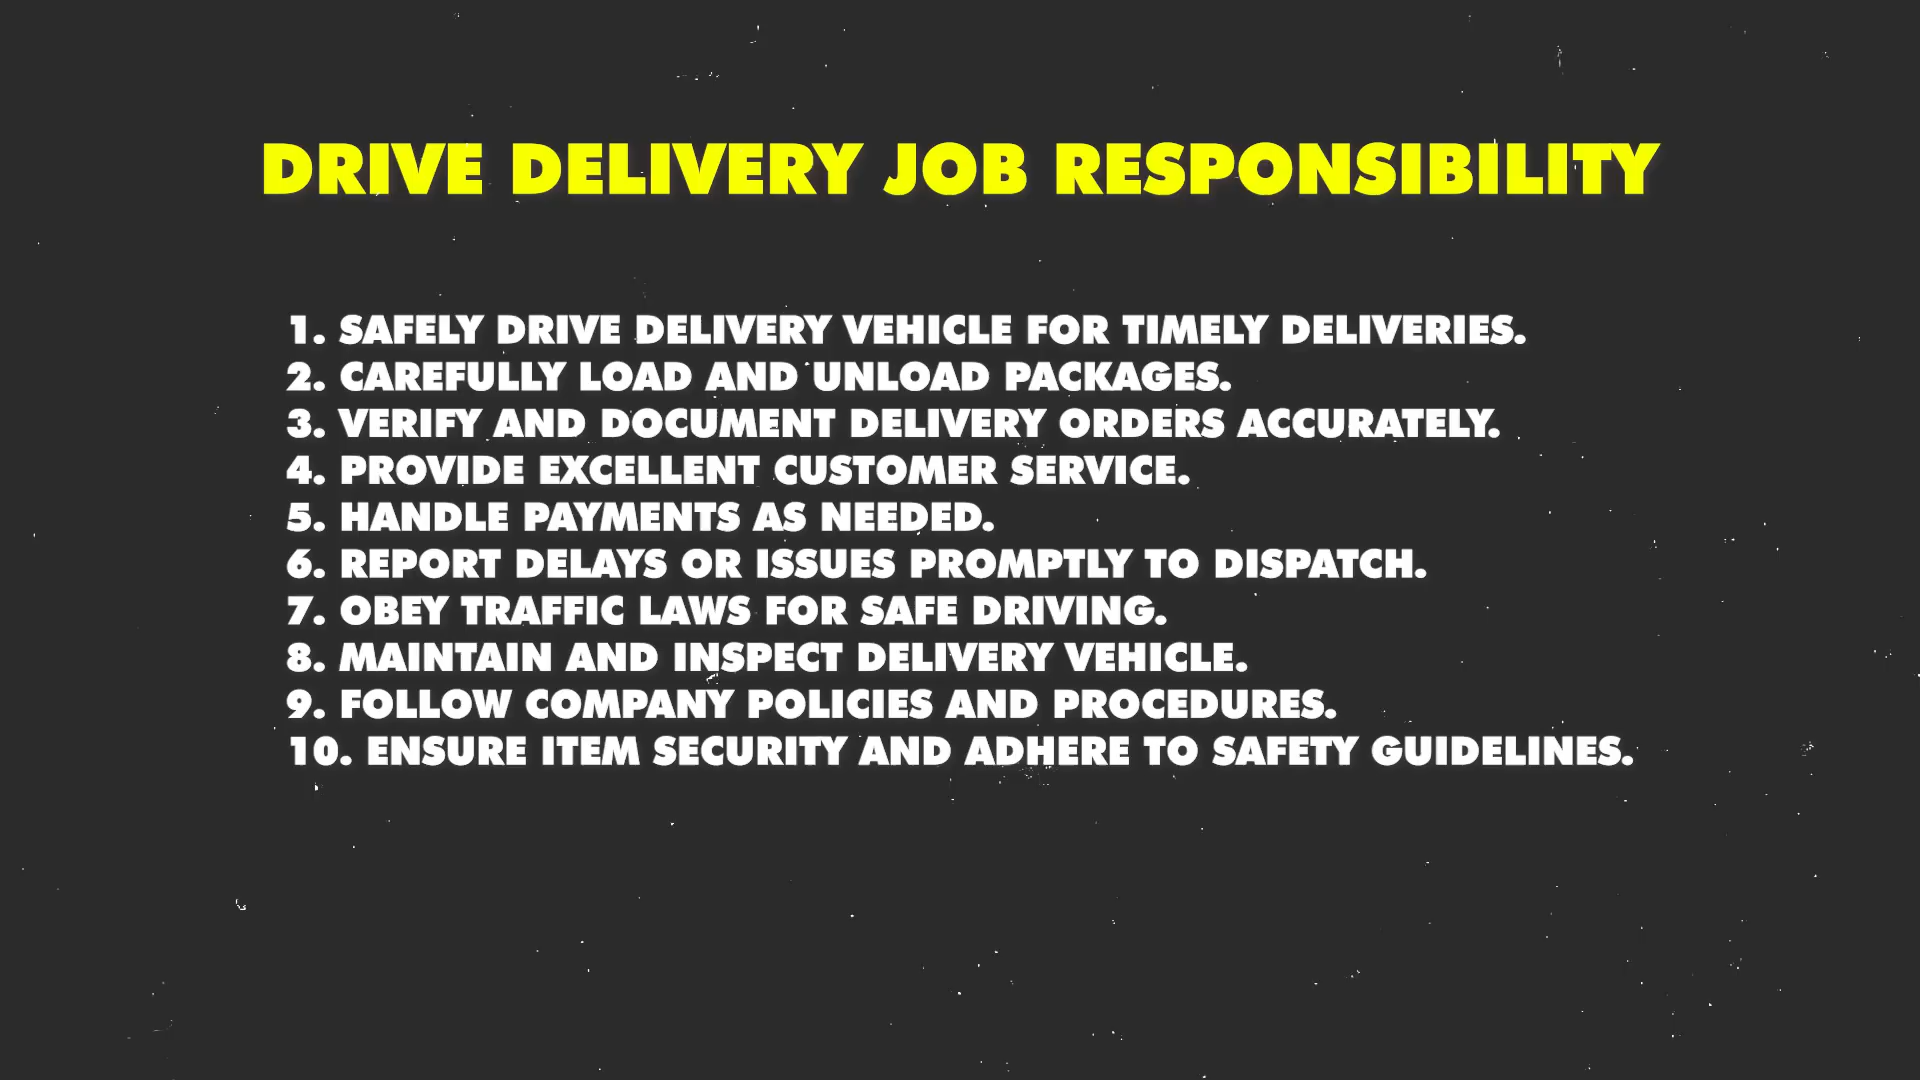 DRIVE DELIVERY JOB RESPONSIBILITY
1. SAFELY DRIVE DELIVERY VEHICLE FOR TIMELY DELIVERIES.
2. CAREFULLY LOAD AND UNLOAD PACKAGES.
3. VERIFY AND DOCUMENT DELIVERY ORDERS ACCURATELY.
4. PROVIDE EXCELLENT CUSTOMER SERVICE.
5. HANDLE PAYMENTS AS NEEDED.
6. REPORT DELAYS OR ISSUES PROMPTLY TO DISPATCH.
7. OBEY TRAFFIC LAWS FOR SAFE DRIVING.
8. MAINTAIN AND INSPECT DELIVERY VEHICLE.
9. FOLLOW COMPANY POLICIES AND PROCEDURES.
10. ENSURE ITEM SECURITY AND ADHERE TO SAFETY GUIDELINES.